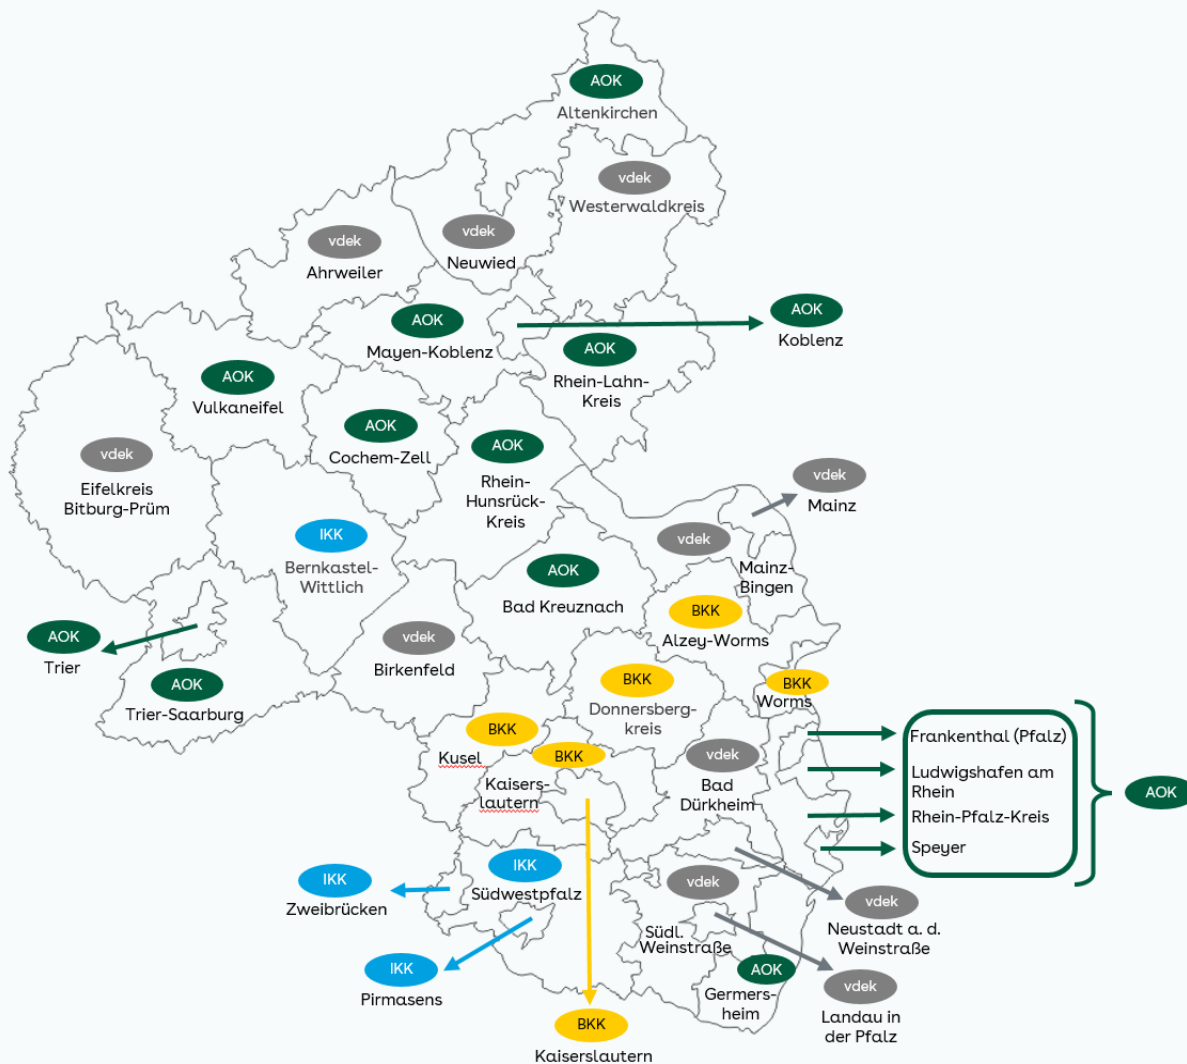 AOK
Altenkirchen
vdek
Westerwaldkreis
vdek
Neuwied
vdek
Ahrweiler
AOK
Mayen-Koblenz
AOK
Koblenz
AOK
Rhein-Lahn-
Kreis
AOK
Vulkaneifel
AOK
Cochem-Zell
AOK
Rhein-
Hunsrück-
Kreis
vdek
Eifelkreis
Bitburg-Prüm
vdek
Mainz
IKK
Bernkastel-
Wittlich
vdek
Mainz-
Bingen
AOK
Bad Kreuznach
BKK
Alzey-Worms
AOK
Trier
vdek
Birkenfeld
AOK
Trier-Saarburg
BKK
Donnersberg-
kreis
BKK
Worms
BKK
Kusel
BKK
Kaisers-
lautern
vdek
Bad
Dürkheim
Frankenthal (Pfalz)
Ludwigshafen am
Rhein
Rhein-Pfalz-Kreis
Speyer
AOK
IKK
Südwestpfalz
IKK
Zweibrücken
vdek
Südl.
Weinstraße
vdek
Neustadt a. d.
Weinstraße
IKK
Pirmasens
AOK
Germers-
heim
vdek
Landau in
der Pfalz
BKK
Kaiserslautern